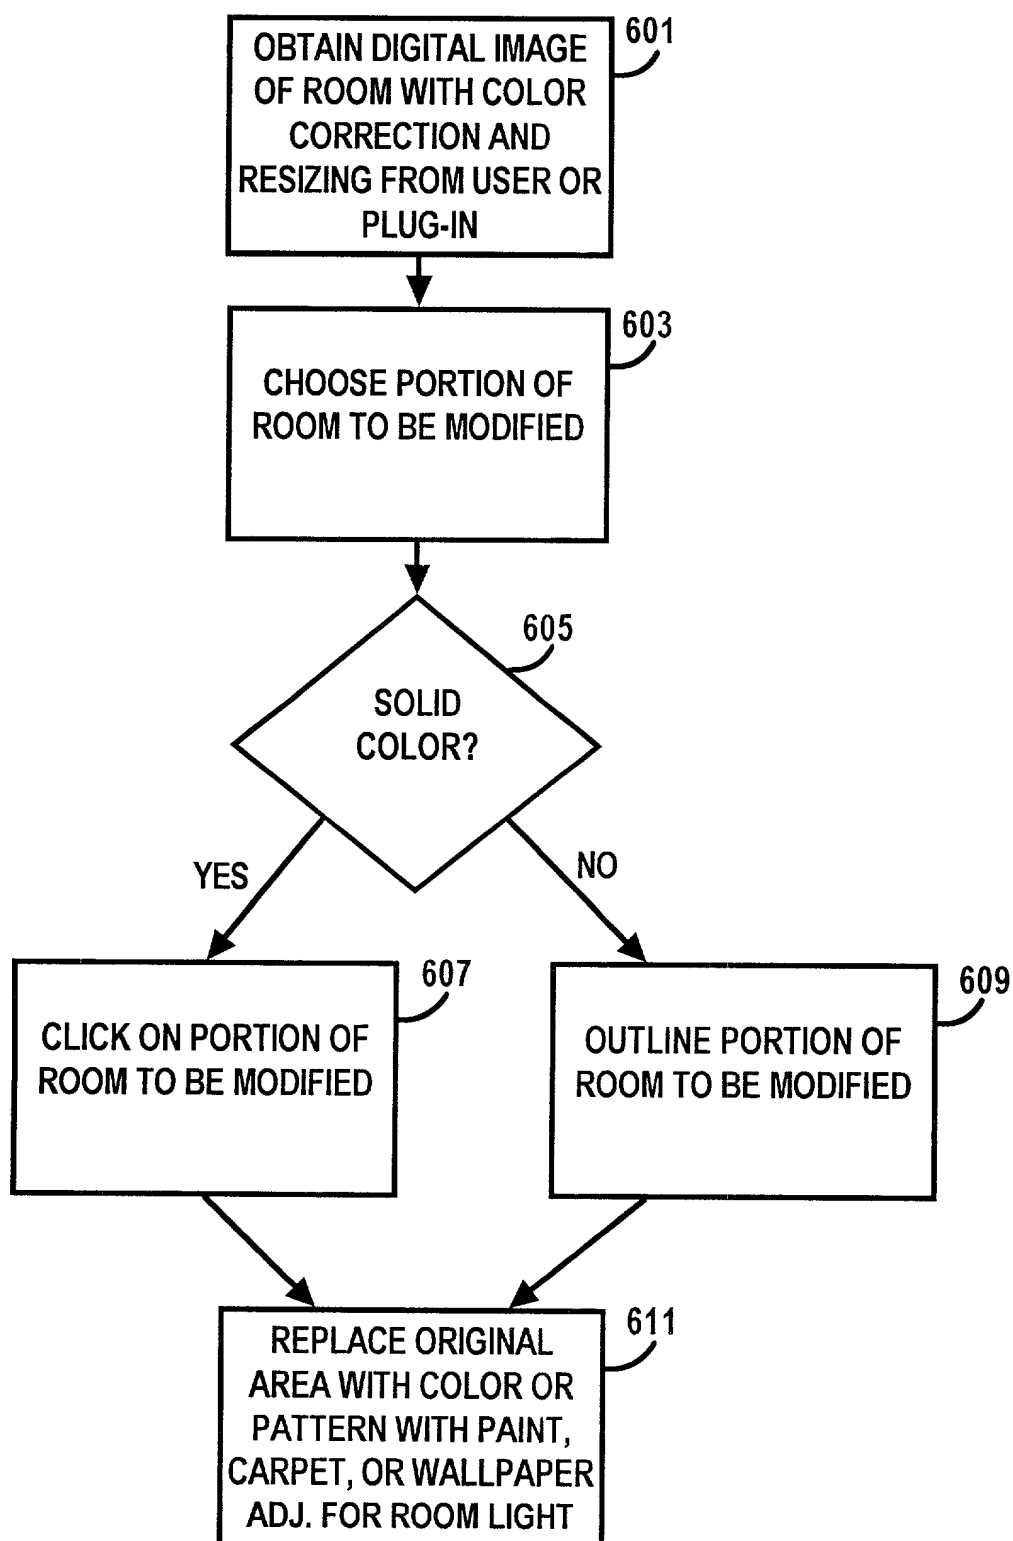 601
OBTAIN DIGITAL IMAGE
OF ROOM WITH COLOR
CORRECTION AND
RESIZING FROM USER OR
PLUG-IN
603
CHOOSE PORTION OF
ROOM TO BE MODIFIED
605
SOLID
COLOR?
YES
NO
607
CLICK ON PORTION OF
ROOM TO BE MODIFIED
609
OUTLINE PORTION OF
ROOM TO BE MODIFIED
611
REPLACE ORIGINAL
AREA WITH COLOR OR
PATTERN WITH PAINT,
CARPET, OR WALLPAPER
ADJ. FOR ROOM LIGHT